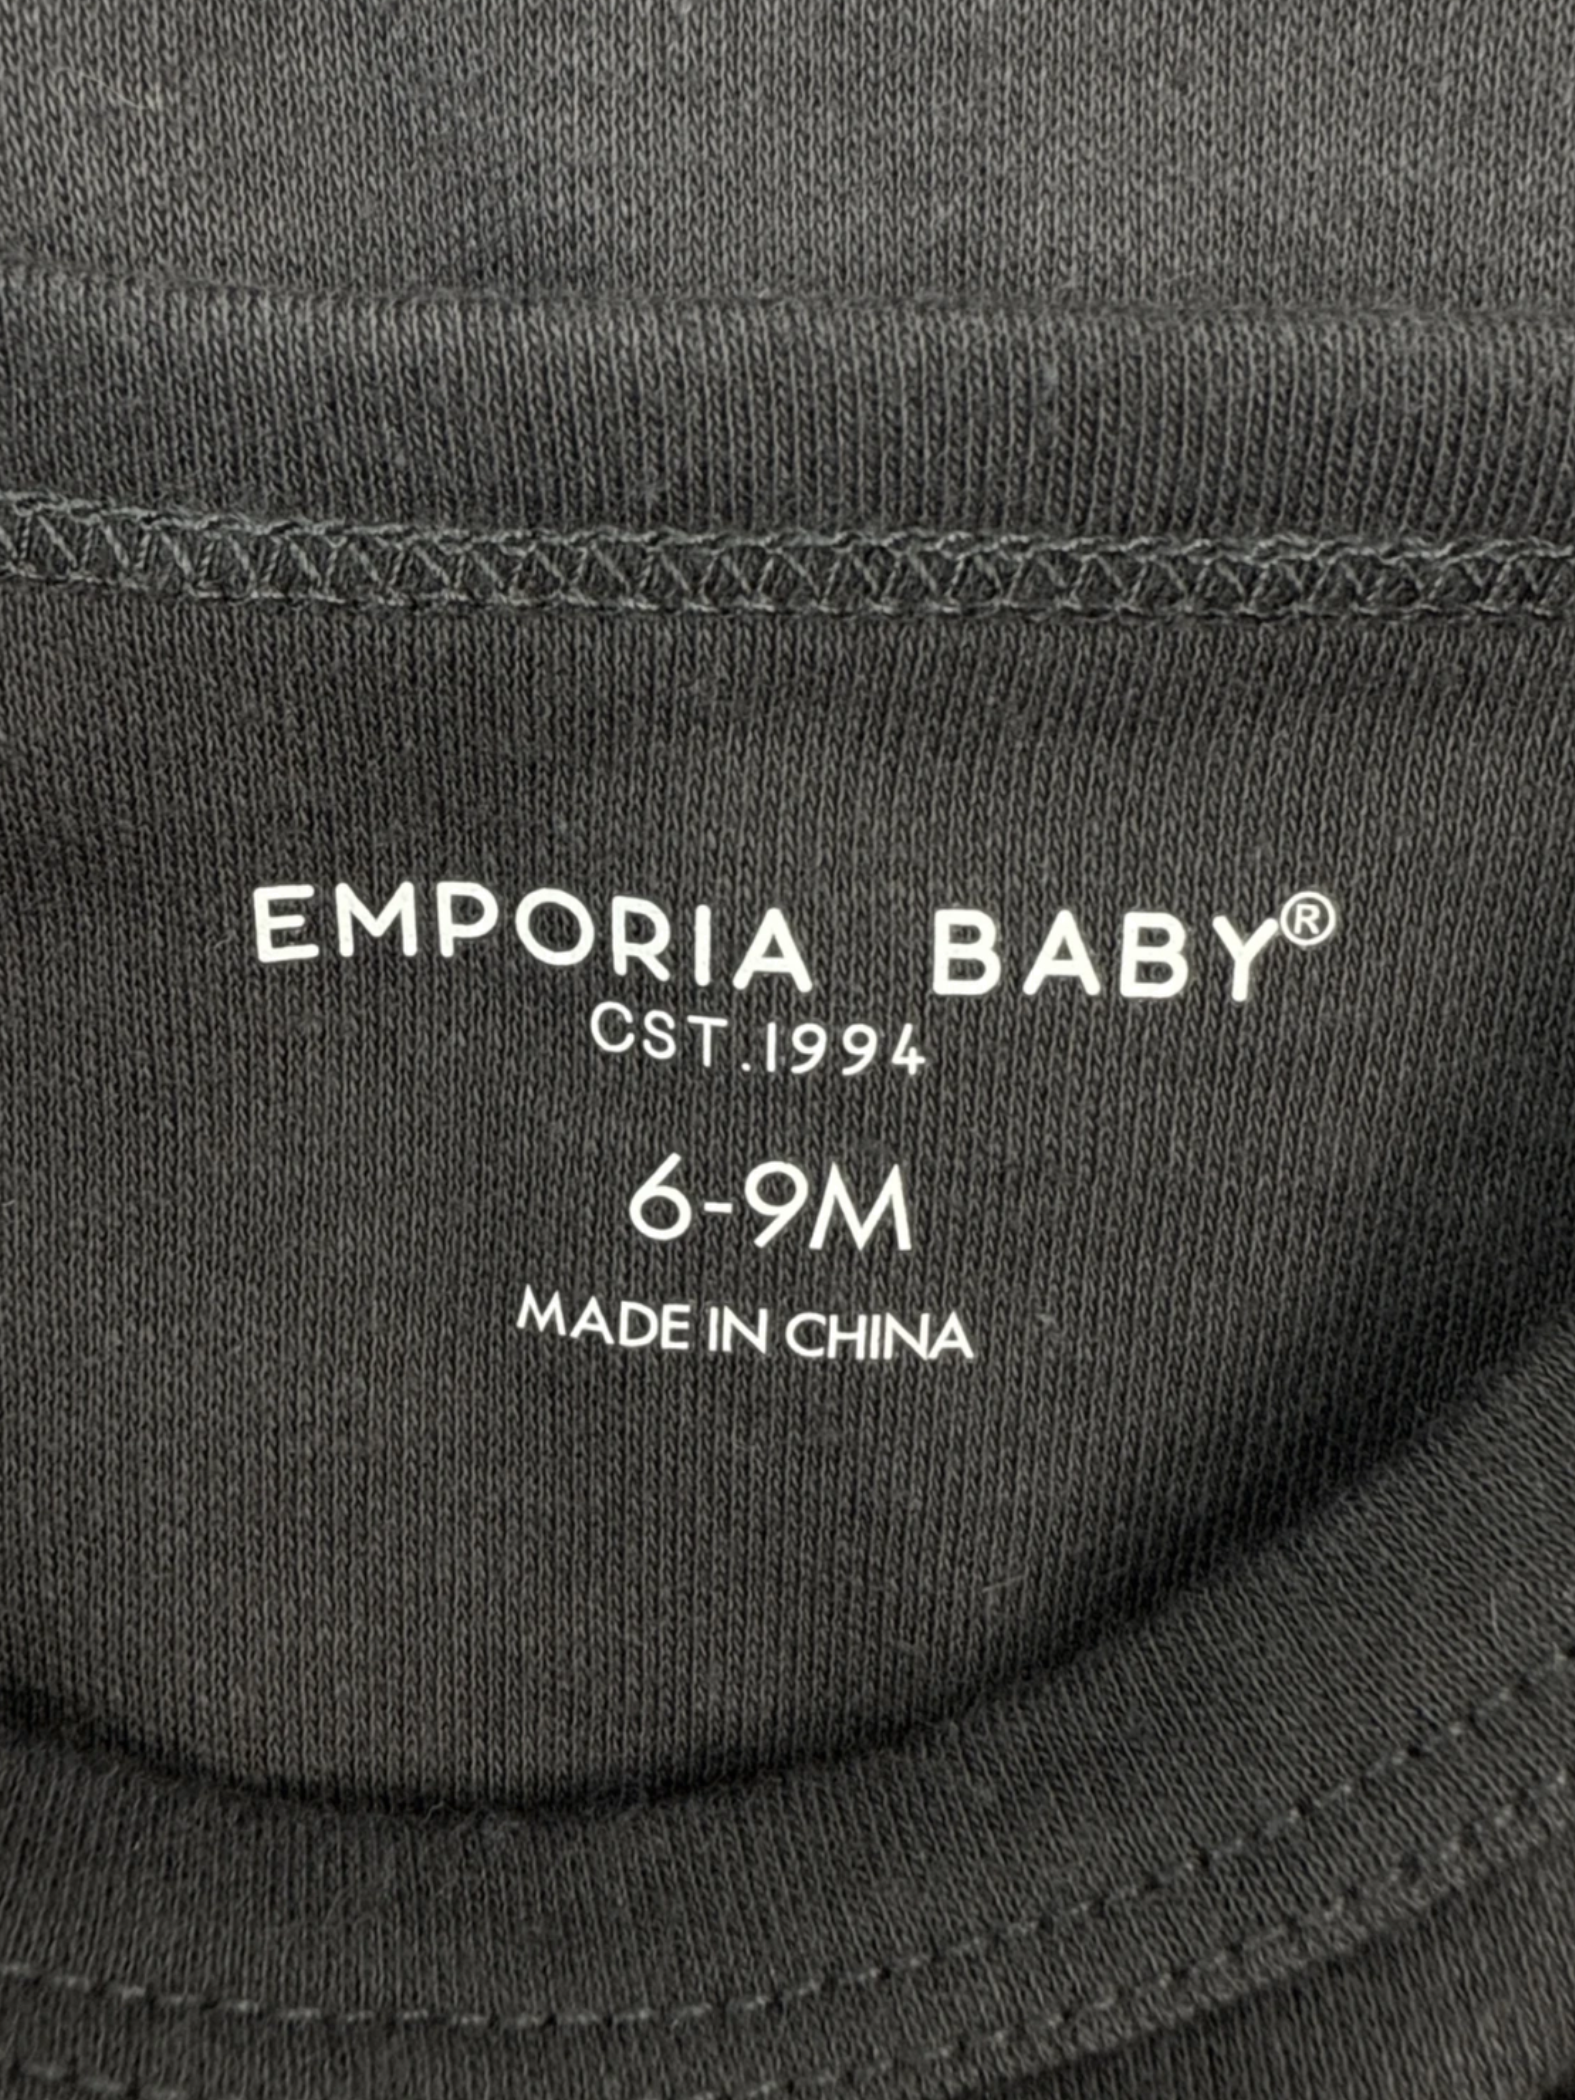 EMPORIA BABY®
CST.1994
6-9M
MADE IN CHINA